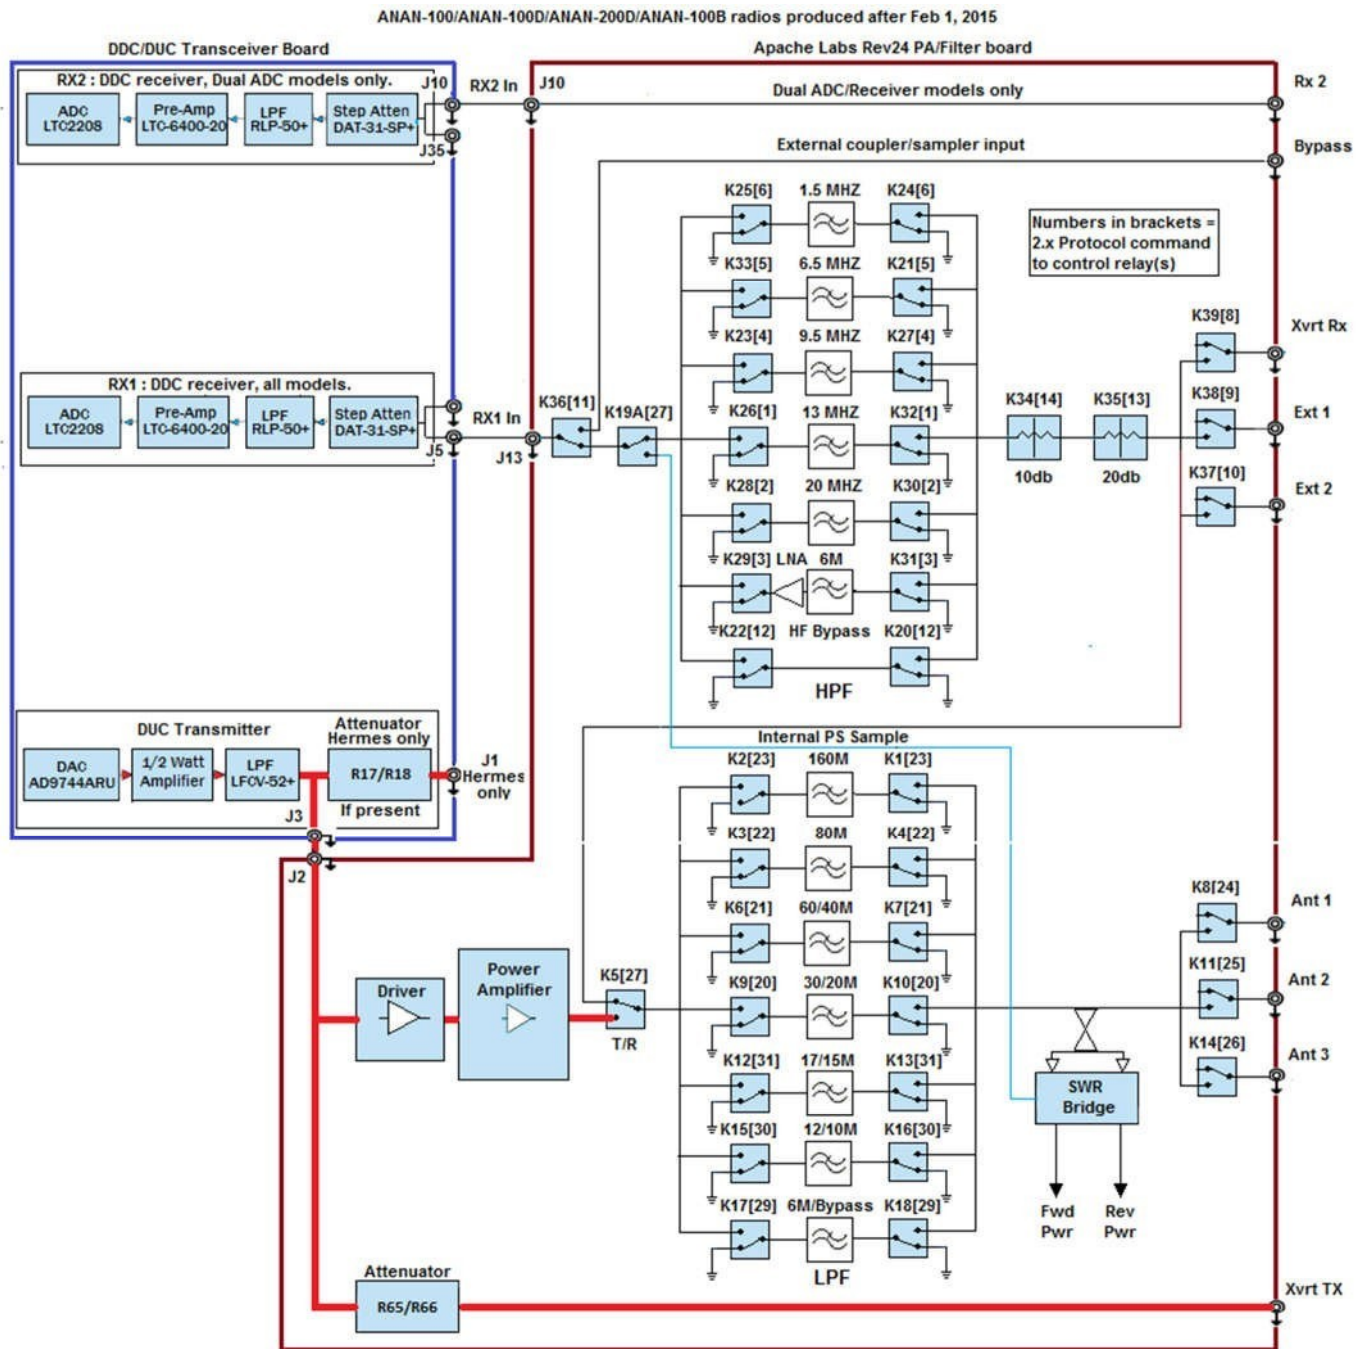 ANAN-100/ANAN-100D/ANAN-200D/ANAN-100B radios produced after Feb 1, 2015
DDC/DUC Transceiver Board
Apache Labs Rev24 PA/Filter board
RX2 : DDC receiver, Dual ADC models only.
J10
RX2 In
J10
Dual ADC/Receiver models only
Rx 2
ADC
LTC2208
Pre-Amp
LTC-6400-20
LPF
RLP-50+
Step Atten
DAT-31-SP+
J35
External coupler/sampler input
Bypass
K25[6]
1.5 MHZ
K24[6]
Numbers in brackets =
2.x Protocol command
to control relay(s)
K33[5]
6.5 MHZ
K21[5]
K23[4]
9.5 MHZ
K27[4]
K39[8]
Xvrt Rx
RX1 : DDC receiver, all models.
ADC
LTC2208
Pre-Amp
LTC-6400-20
LPF
RLP-50+
Step Atten
DAT-31-SP+
J5
RX1 In
J13
K36[11]
K19A[27]
K26[1]
13 MHZ
K32[1]
K34[14]
10db
K35[13]
20db
K38[9]
Ext 1
K28[2]
20 MHZ
K30[2]
K37[10]
Ext 2
K29[3]
LNA
6M
K31[3]
K22[12]
HF Bypass
K20[12]
HPF
DUC Transmitter
Attenuator
Hermes only
DAC
AD9744ARU
1/2 Watt
Amplifier
LPF
LFCV-52+
R17/R18
If present
J1
Hermes
only
J3
J2
Internal PS Sample
K2[23]
160M
K1[23]
K3[22]
80M
K4[22]
K6[21]
60/40M
K7[21]
K8[24]
Ant 1
Driver
Power
Amplifier
K5[27]
T/R
K9[20]
30/20M
K10[20]
K11[25]
Ant 2
K12[31]
17/15M
K13[31]
K14[26]
Ant 3
SWR
Bridge
K15[30]
12/10M
K16[30]
K17[29]
6M/Bypass
K18[29]
Fwd
Pwr
Rev
Pwr
LPF
Attenuator
R65/R66
Xvrt TX